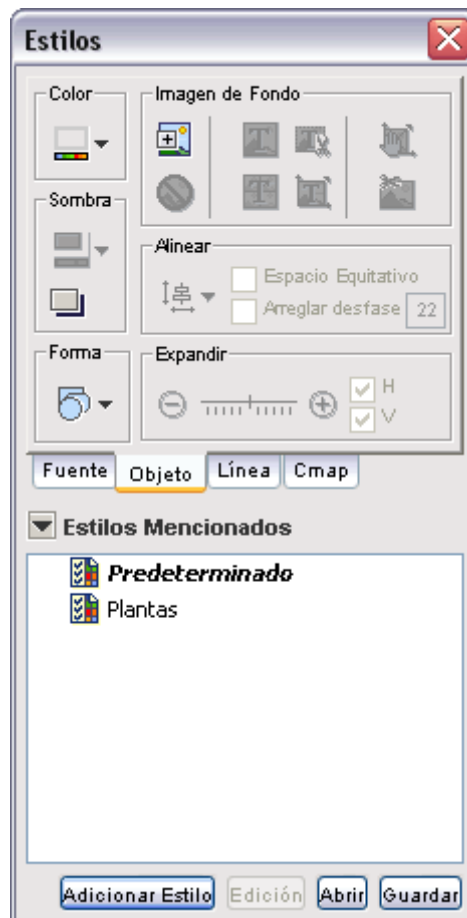 Estilos
Color
Imagen de Fondo
Sombra
Alinear
Espacio Equitativo
Arreglar desfase 22
Forma
Expandir
H
V
Fuente Objeto Línea Cmap
Estilos Mencionados
Predeterminado
Plantas
Adicionar Estilo Edición Abrir Guardar